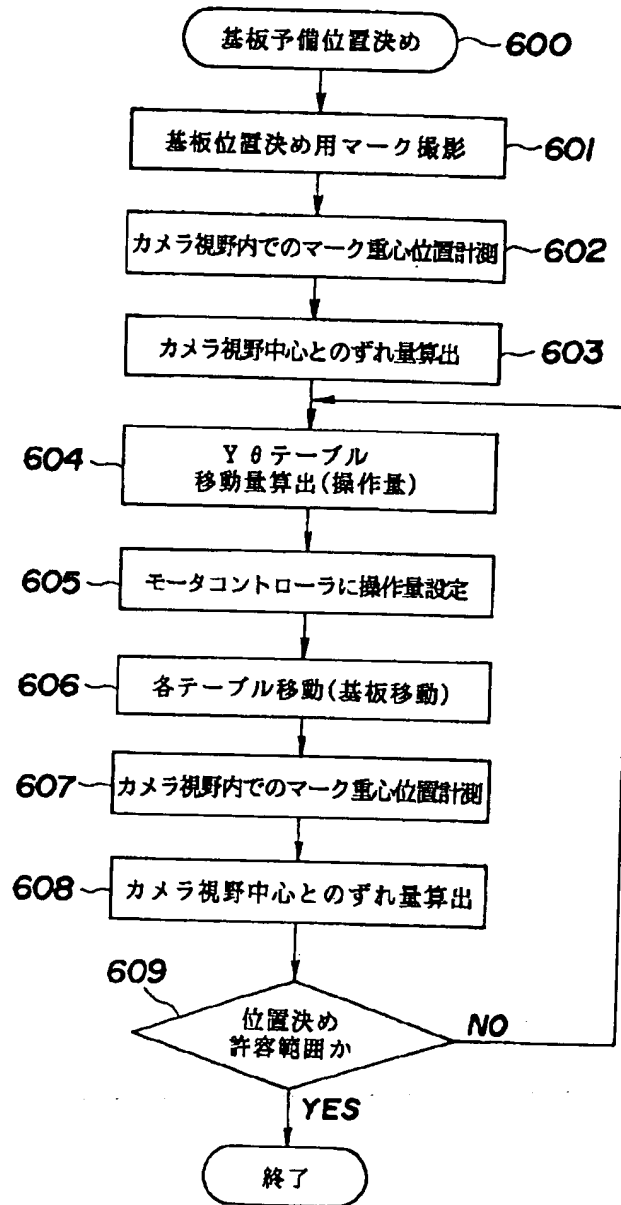 基板予備位置決め
600
基板位置決め用マーク撮影
601
カメラ視野内でのマーク重心位置計測
602
カメラ視野中心とのずれ量算出
603
604
Yθテーブル
移動量算出(操作量)
605
モータコントローラに操作量設定
606
各テーブル移動(基板移動)
607
カメラ視野内でのマーク重心位置計測
608
カメラ視野中心とのずれ量算出
609
位置決め
許容範囲か
NO
YES
終了